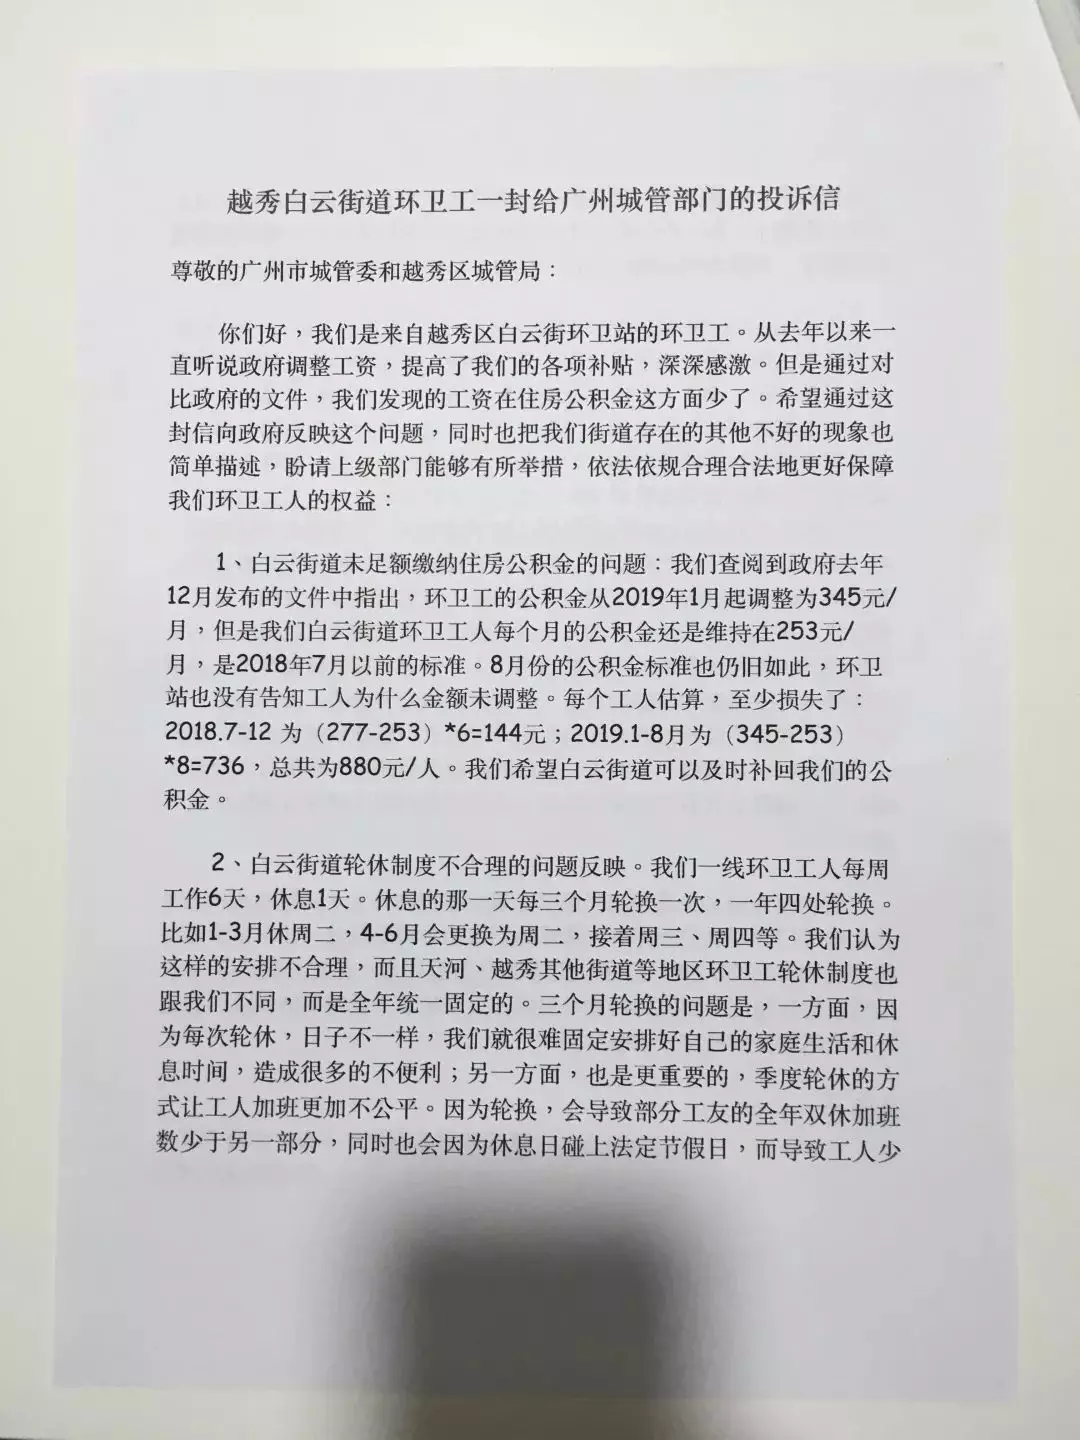 越秀白云街道环卫工一封给广州城管部门的投诉信
尊敬的广州市城管委和越秀区城管局：
你们好，我们是来自越秀区白云街环卫站的环卫工。从去年以来一
直听说政府调整工资，提高了我们的各项补贴，深深感激。但是通过对
比政府的文件，我们发现的工资在住房公积金这方面少了。希望通过这
封信向政府反映这个问题，同时也把我们街道存在的其他不好的现象也
简单描述，盼请上级部门能够有所举措，依法依规合理合法地更好保障
我们环卫工人的权益：
1、白云街道未足额缴纳住房公积金的问题：我们查阅到政府去年
12月发布的文件中指出，环卫工的公积金从2019年1月起调整为345元/
月，但是我们白云街道环卫工人每个月的公积金还是维持在253元/
月，是2018年7月以前的标准。8月份的公积金标准也仍旧如此，环卫
站也没有告知工人为什么金额未调整。每个工人估算，至少损失了：
2018.7-12 为（277-253）*6=144元；2019.1-8月为（345-253）
*8=736，总共为880元/人。我们希望白云街道可以及时补回我们的公
积金。
2、白云街道轮休制度不合理的问题反映。我们一线环卫工人每周
工作6天，休息1天。休息的那一天每三个月轮换一次，一年四处轮换。
比如1-3月休周二，4-6月会更换为周二，接着周三、周四等。我们认为
这样的安排不合理，而且天河、越秀其他街道等地区环卫工轮休制度也
跟我们不同，而是全年统一固定的。三个月轮换的问题是，一方面，因
为每次轮休，日子不一样，我们就很难固定安排好自己的家庭生活和休
息时间，造成很多的不便利；另一方面，也是更重要的，季度轮休的方
式让工人加班更加不公平。因为轮换，会导致部分工友的全年双休加班
数少于另一部分，同时也会因为休息日碰上法定节假日，而导致工人少